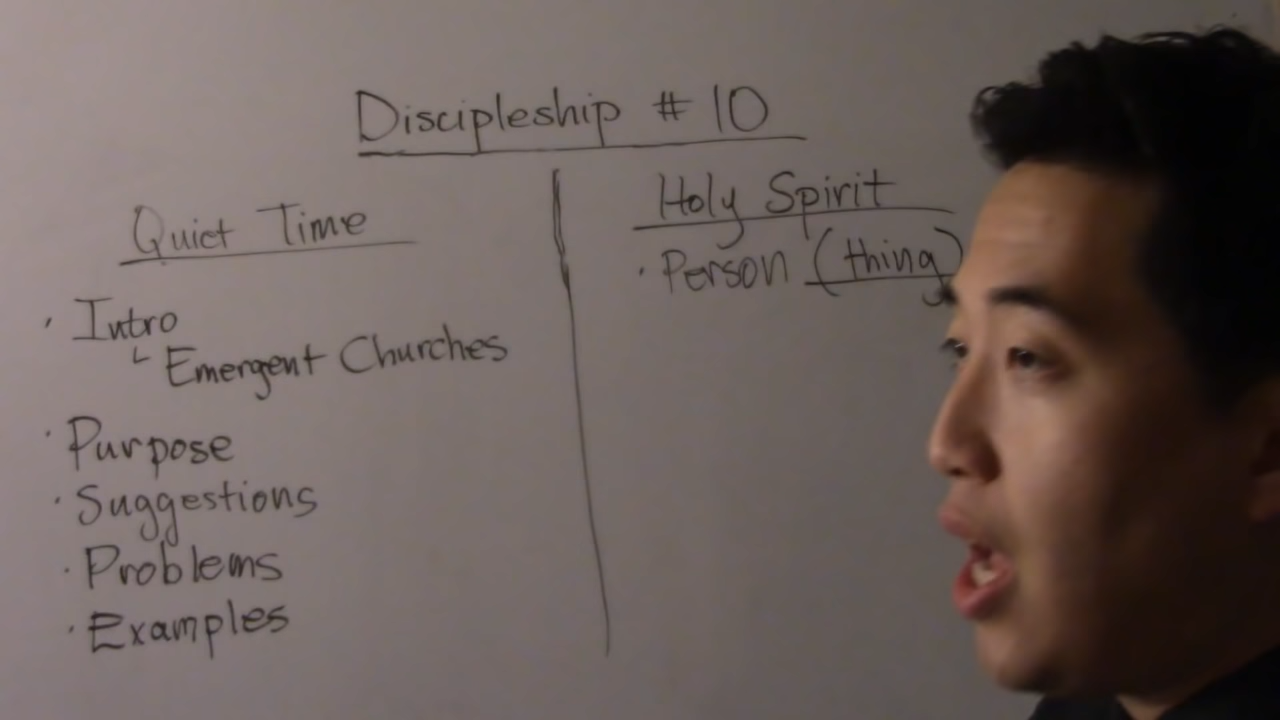 Discipleship # 10
Quiet Time
· Intro
└ Emergent Churches
· Purpose
· Suggestions
· Problems
· Examples
Holy Spirit
· Person (thing)